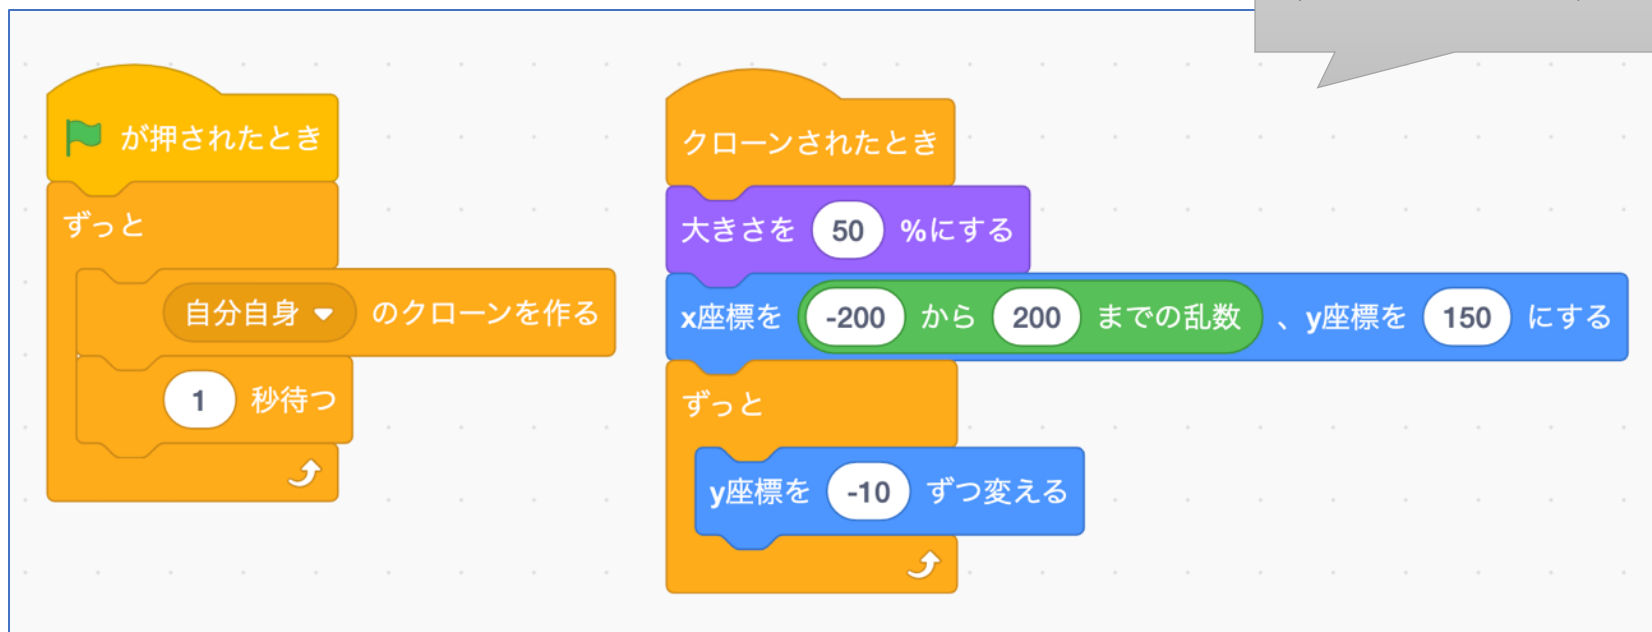 が押されたとき
ずっと
自分自身 のクローンを作る
1 秒待つ
クローンされたとき
大きさを 50 %にする
x座標を -200 から 200 までの乱数 、y座標を 150 にする
ずっと
y座標を -10 ずつ変える